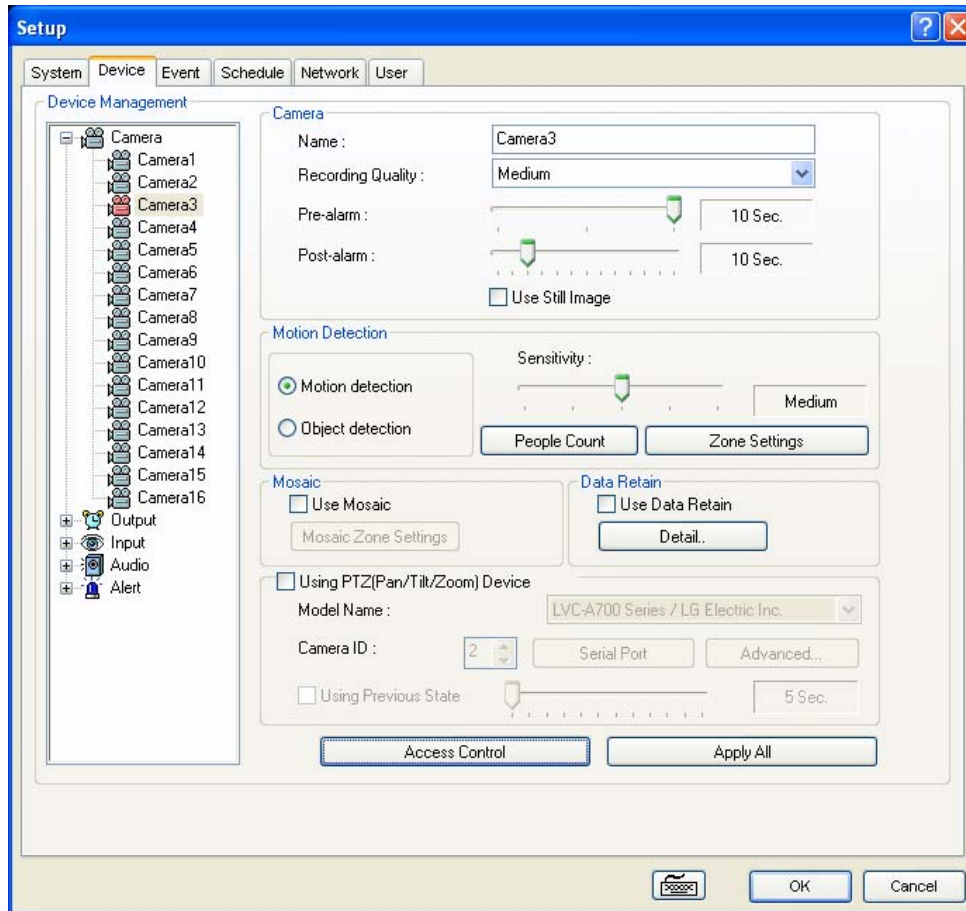 Setup
System Device Event Schedule Network User
Device Management
Camera
Camera1
Camera2
Camera3
Camera4
Camera5
Camera6
Camera7
Camera8
Camera9
Camera10
Camera11
Camera12
Camera13
Camera14
Camera15
Camera16
Output
Input
Audio
Alert
Camera
Name : Camera3
Recording Quality : Medium
Pre-alarm : 10 Sec.
Post-alarm : 10 Sec.
Use Still Image
Motion Detection
Motion detection
Object detection
Sensitivity :
Medium
People Count Zone Settings
Mosaic
Use Mosaic
Mosaic Zone Settings
Data Retain
Use Data Retain
Detail..
Using PTZ(Pan/Tilt/Zoom) Device
Model Name : LVC-A700 Series / LG Electric Inc.
Camera ID : 2 Serial Port Advanced...
Using Previous State 5 Sec.
Access Control Apply All
OK Cancel